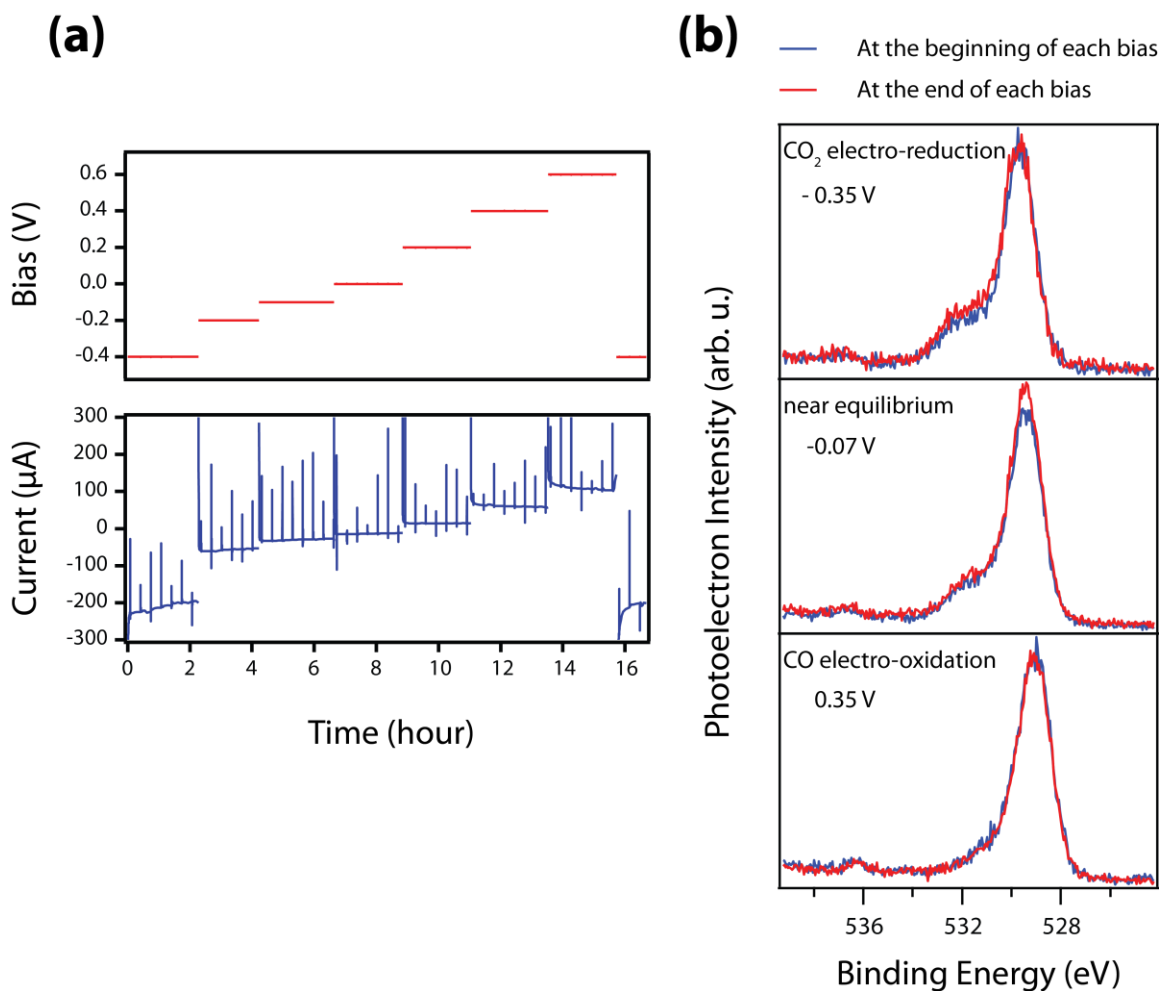 (a)
Bias (V)
0.6
0.4
0.2
0.0
-0.2
-0.4
Current (µA)
300
200
100
0
-100
-200
-300
0 2 4 6 8 10 12 14 16
Time (hour)
(b)
At the beginning of each bias
At the end of each bias
Photoelectron Intensity (arb. u.)
CO₂ electro-reduction
- 0.35 V
near equilibrium
-0.07 V
CO electro-oxidation
0.35 V
536 532 528
Binding Energy (eV)